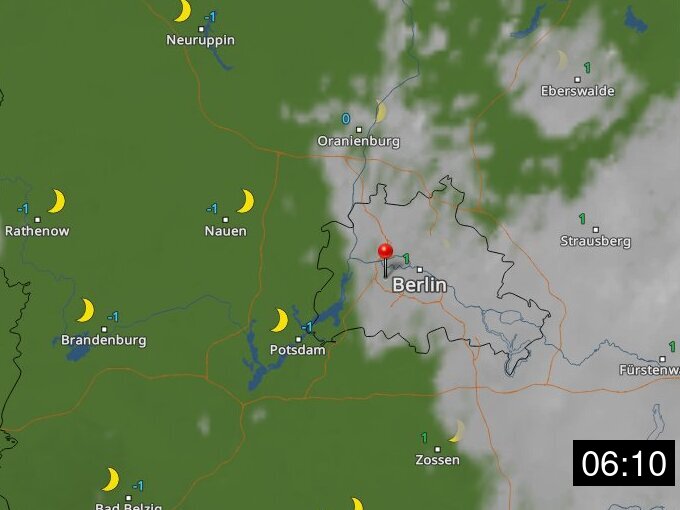 -1
Neuruppin
1
Eberswalde
0
Oranienburg
-1
Rathenow
-1
Nauen
1
Strausberg
1
Berlin
-1
Brandenburg
-1
Potsdam
1
Fürstenwa
1
Zossen
06:10
-1
Bad Belzig